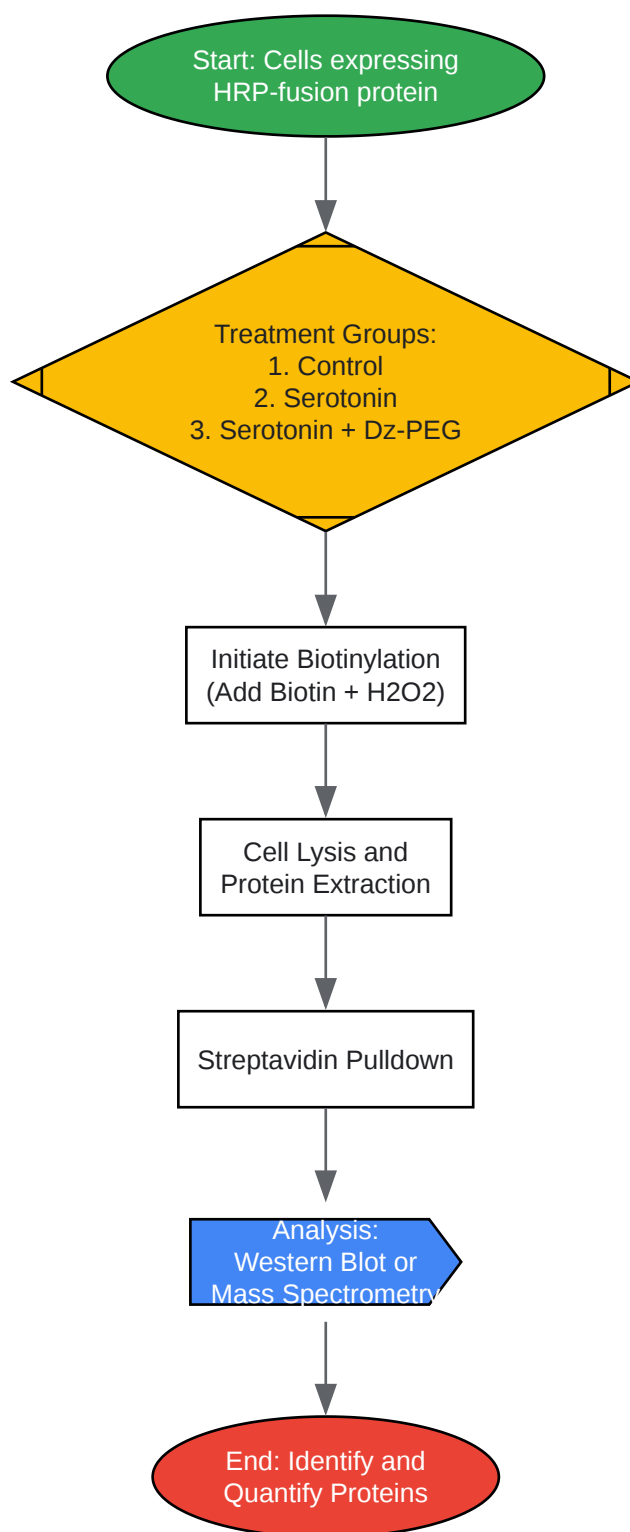 Start: Cells expressing
HRP-fusion protein
Treatment Groups:
1. Control
2. Serotonin
3. Serotonin + Dz-PEG
Initiate Biotinylation
(Add Biotin + H2O2)
Cell Lysis and
Protein Extraction
Streptavidin Pulldown
Analysis:
Western Blot or
Mass Spectrometry
End: Identify and
Quantify Proteins